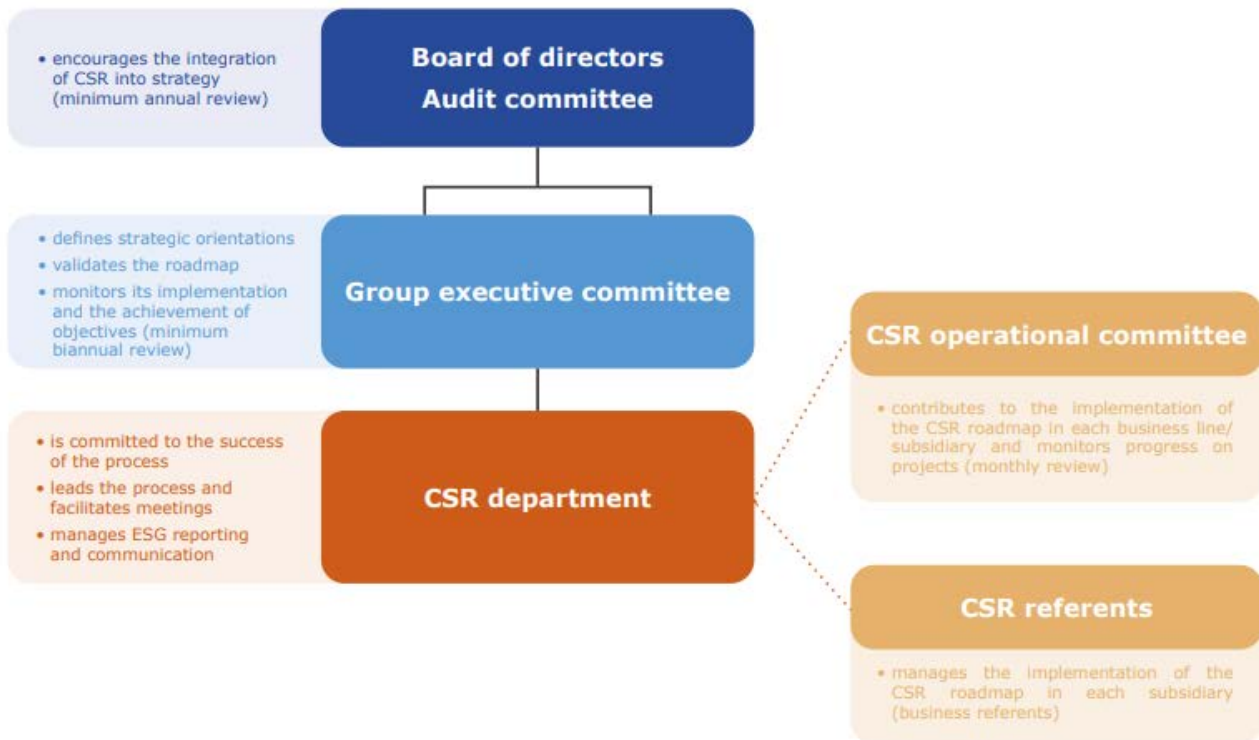 • encourages the integration
of CSR into strategy
(minimum annual review)
Board of directors
Audit committee
• defines strategic orientations
• validates the roadmap
• monitors its implementation
and the achievement of
objectives (minimum
biannual review)
Group executive committee
• is committed to the success
of the process
• leads the process and
facilitates meetings
• manages ESG reporting
and communication
CSR department
CSR operational committee
• contributes to the implementation of
the CSR roadmap in each business line/
subsidiary and monitors progress on
projects (monthly review)
CSR referents
• manages the implementation of the
CSR roadmap in each subsidiary
(business referents)